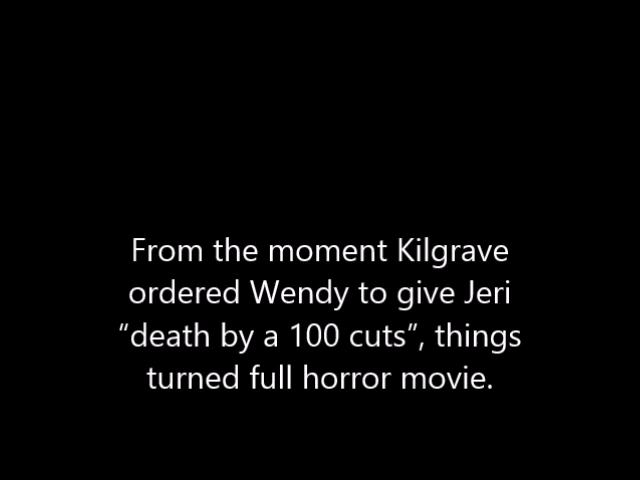 From the moment Kilgrave
ordered Wendy to give Jeri
“death by a 100 cuts”, things
turned full horror movie.